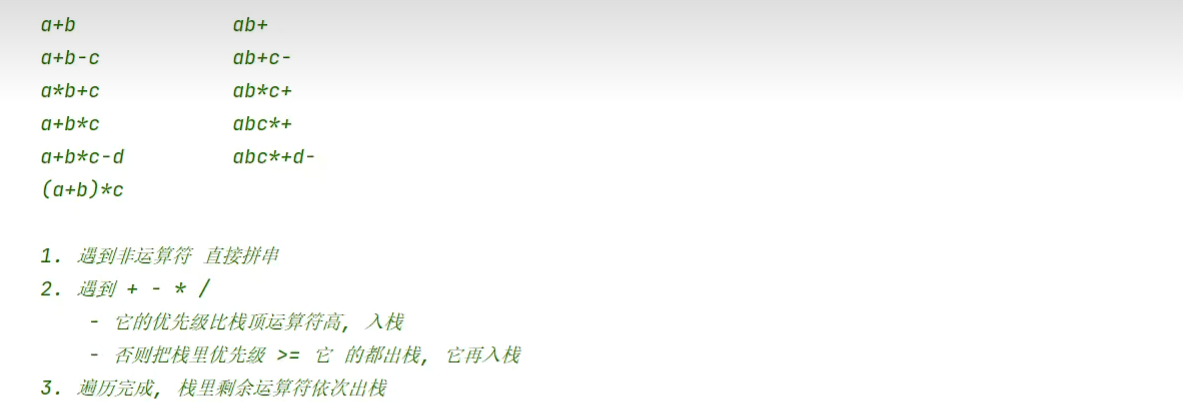 a+b ab+
a+b-c ab+c-
a*b+c ab*c+
a+b*c abc*+
a+b*c-d abc*+d-
(a+b)*c
1. 遇到非运算符 直接拼串
2. 遇到 + - * /
- 它的优先级比栈顶运算符高, 入栈
- 否则把栈里优先级 >= 它 的都出栈, 它再入栈
3. 遍历完成, 栈里剩余运算符依次出栈